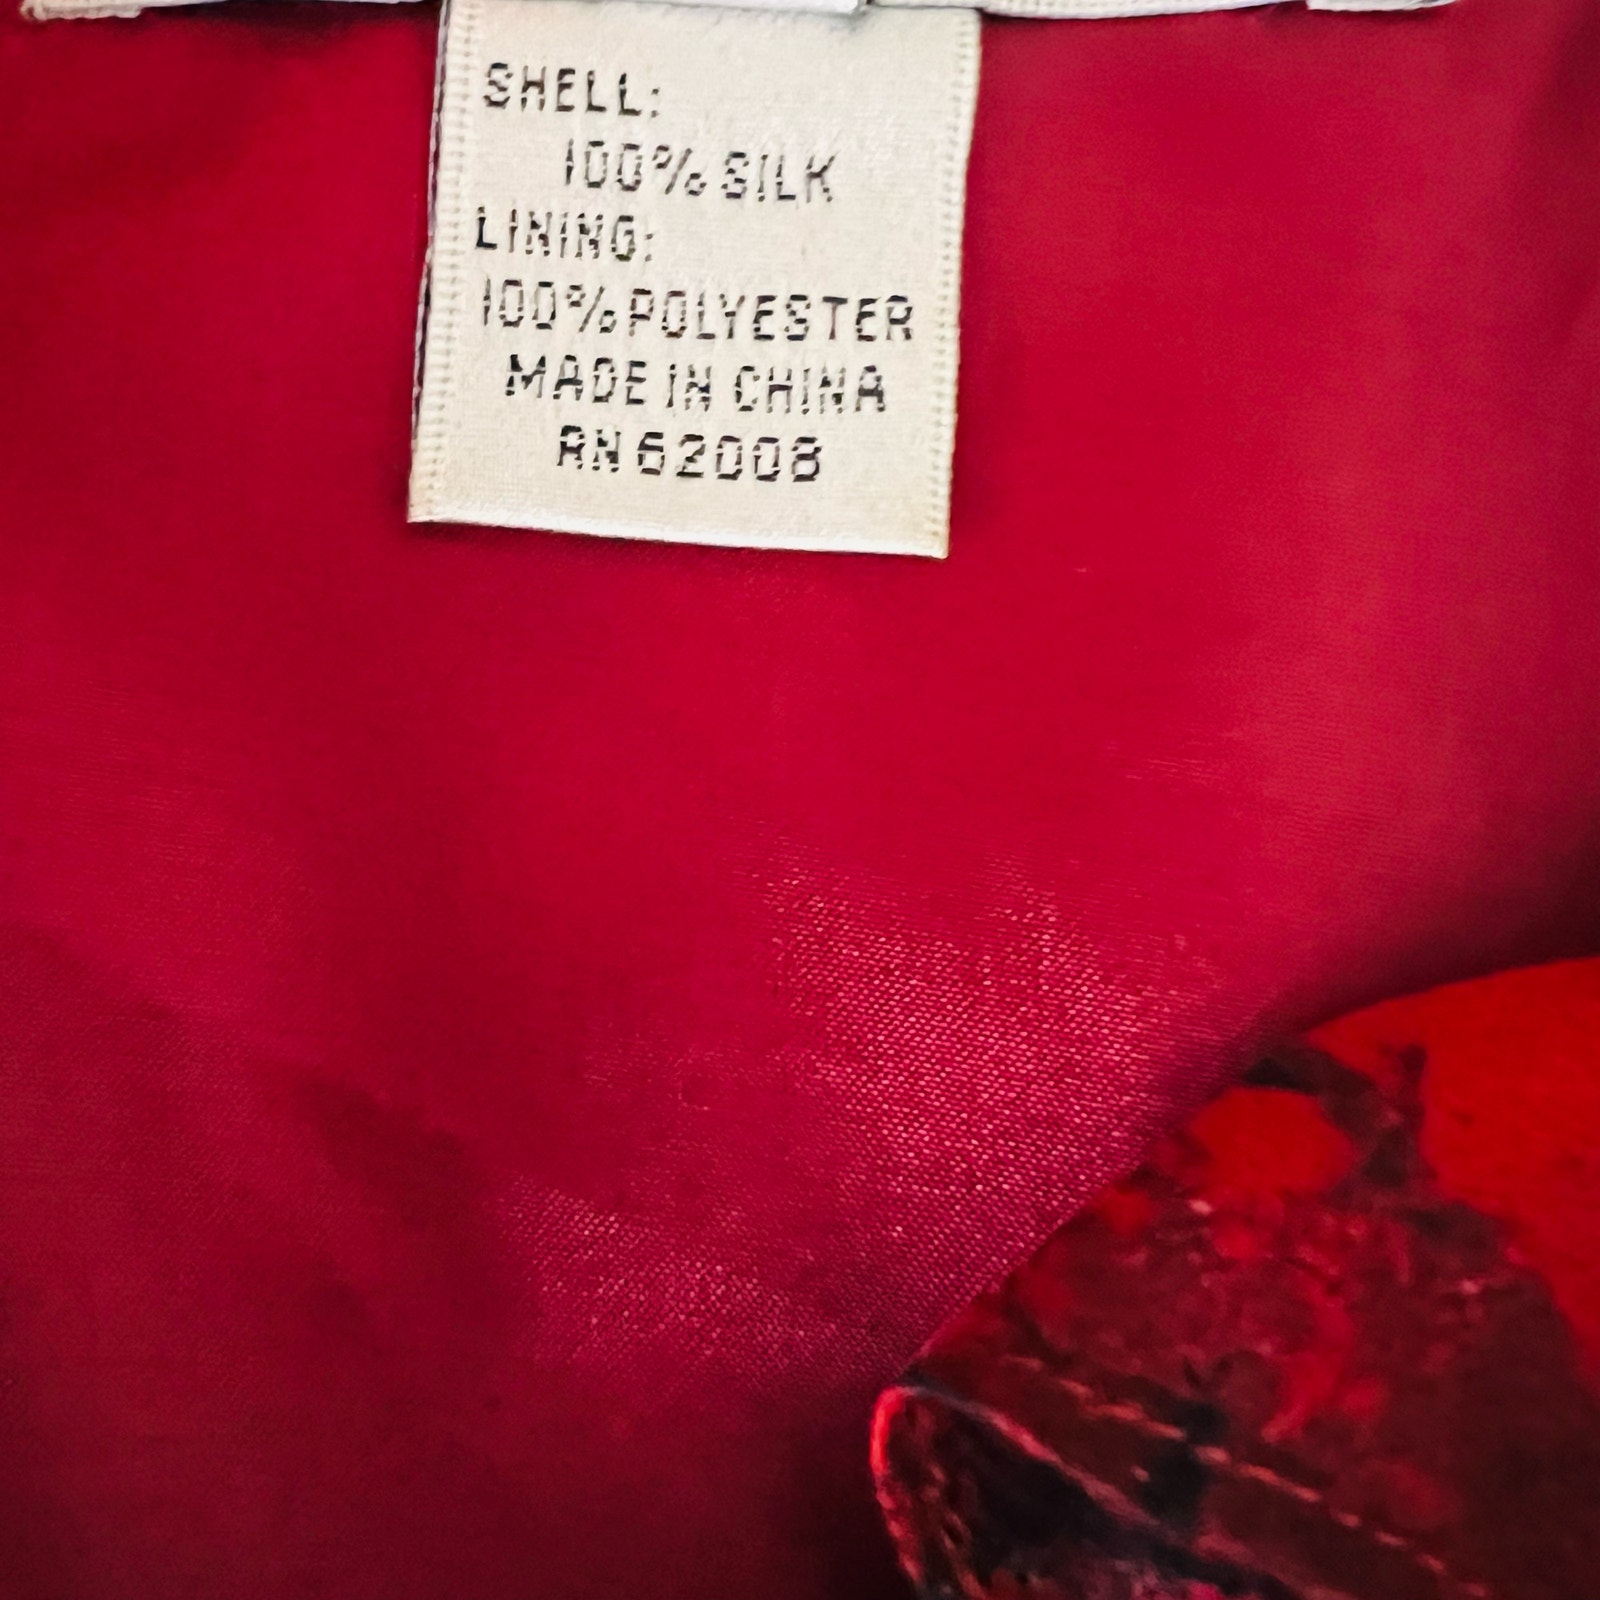 SHELL:
100% SILK
LINING:
100% POLYESTER
MADE IN CHINA
RN 62008